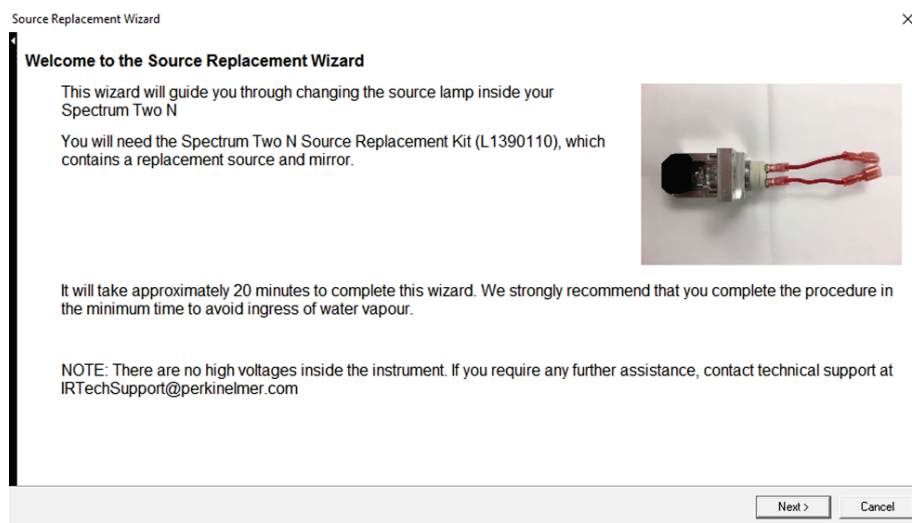 Source Replacement Wizard
Welcome to the Source Replacement Wizard
This wizard will guide you through changing the source lamp inside your
Spectrum Two N
You will need the Spectrum Two N Source Replacement Kit (L1390110), which
contains a replacement source and mirror.
It will take approximately 20 minutes to complete this wizard. We strongly recommend that you complete the procedure in
the minimum time to avoid ingress of water vapour.
NOTE: There are no high voltages inside the instrument. If you require any further assistance, contact technical support at
IRTechSupport@perkinelmer.com
Next >
Cancel